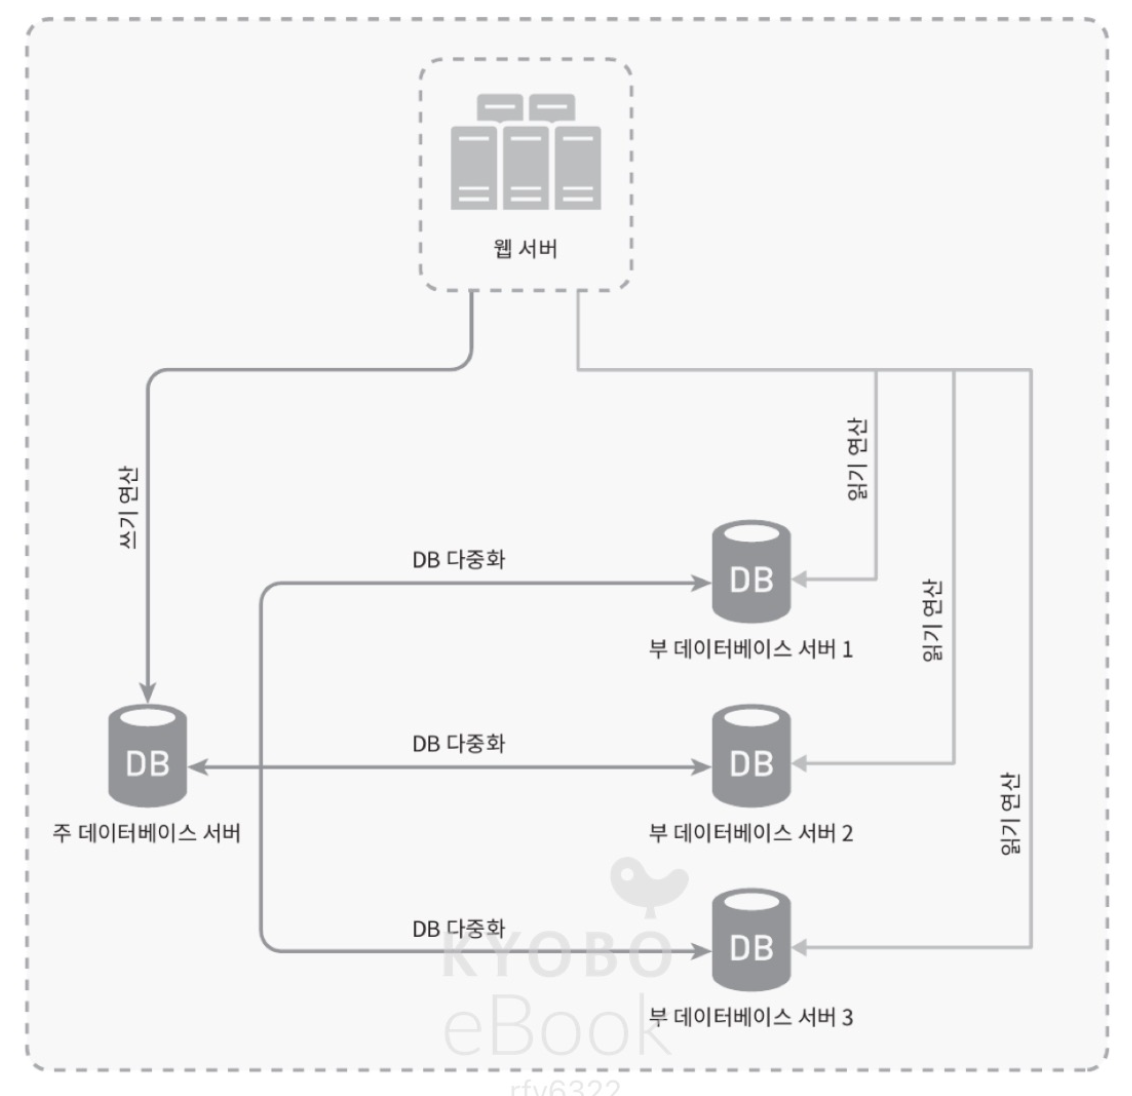 웹 서버
쓰기 연산
읽기 연산
읽기 연산
읽기 연산
DB 다중화
DB
부 데이터베이스 서버 1
DB
DB 다중화
DB
주 데이터베이스 서버
부 데이터베이스 서버 2
DB 다중화
DB
부 데이터베이스 서버 3
KYOBO
eBook
rfv6322